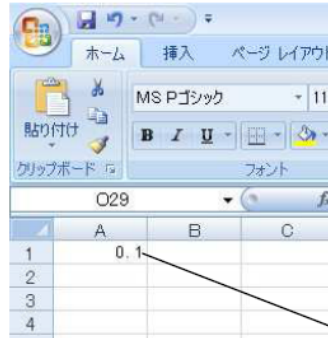 ホーム 挿入 ページ レイアウト
MS Pゴシック 11
貼り付け B I U
クリップボード フォント
O29
A B C
1 0.1
2
3
4